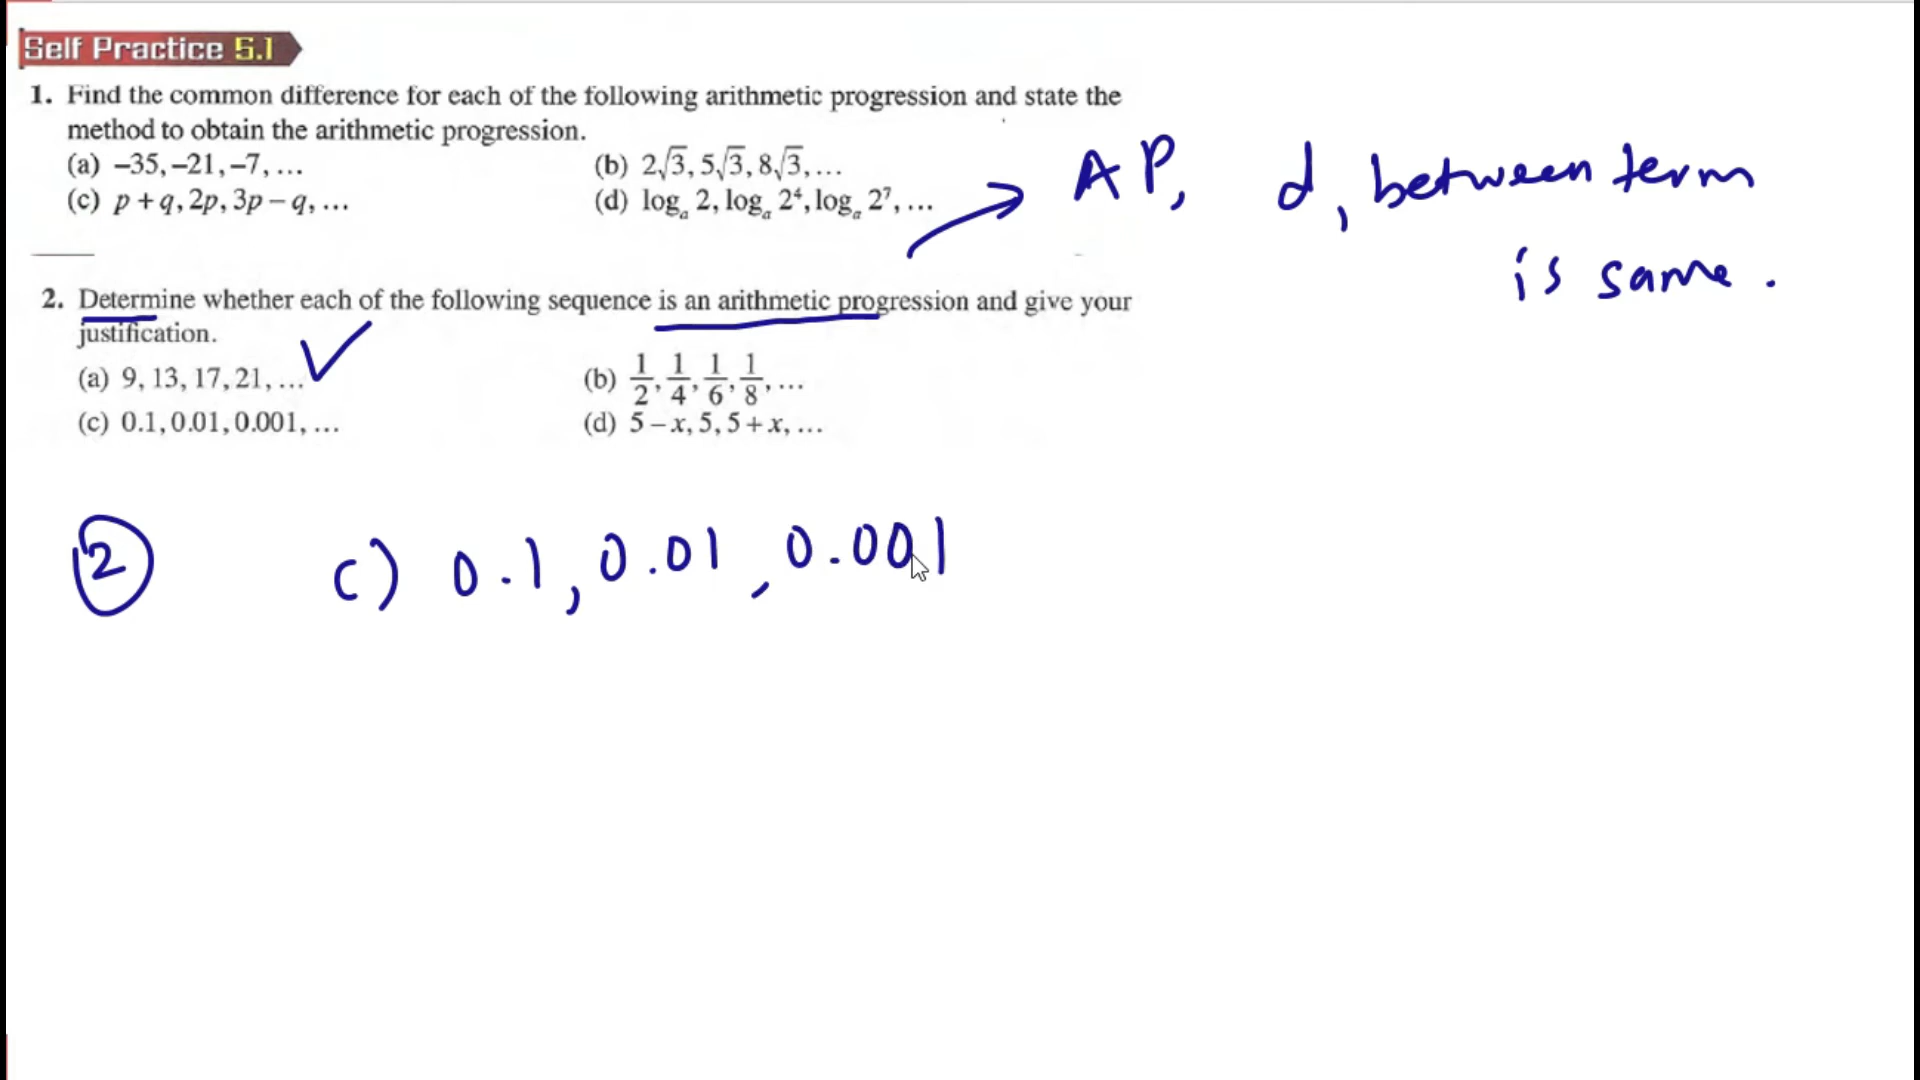 Self Practice 5.1
1. Find the common difference for each of the following arithmetic progression and state the
method to obtain the arithmetic progression.
(a) –35, –21, –7, … (b) 2√3, 5√3, 8√3, …
(c) p + q, 2p, 3p – q, … (d) logₐ 2, logₐ 2⁴, logₐ 2⁷, …
AP, d, between term
is same.
2. Determine whether each of the following sequence is an arithmetic progression and give your
justification.
(a) 9, 13, 17, 21, … ✓ (b) 1/2, 1/4, 1/6, 1/8, …
(c) 0.1, 0.01, 0.001, … (d) 5 – x, 5, 5 + x, …
② c) 0.1, 0.01, 0.001